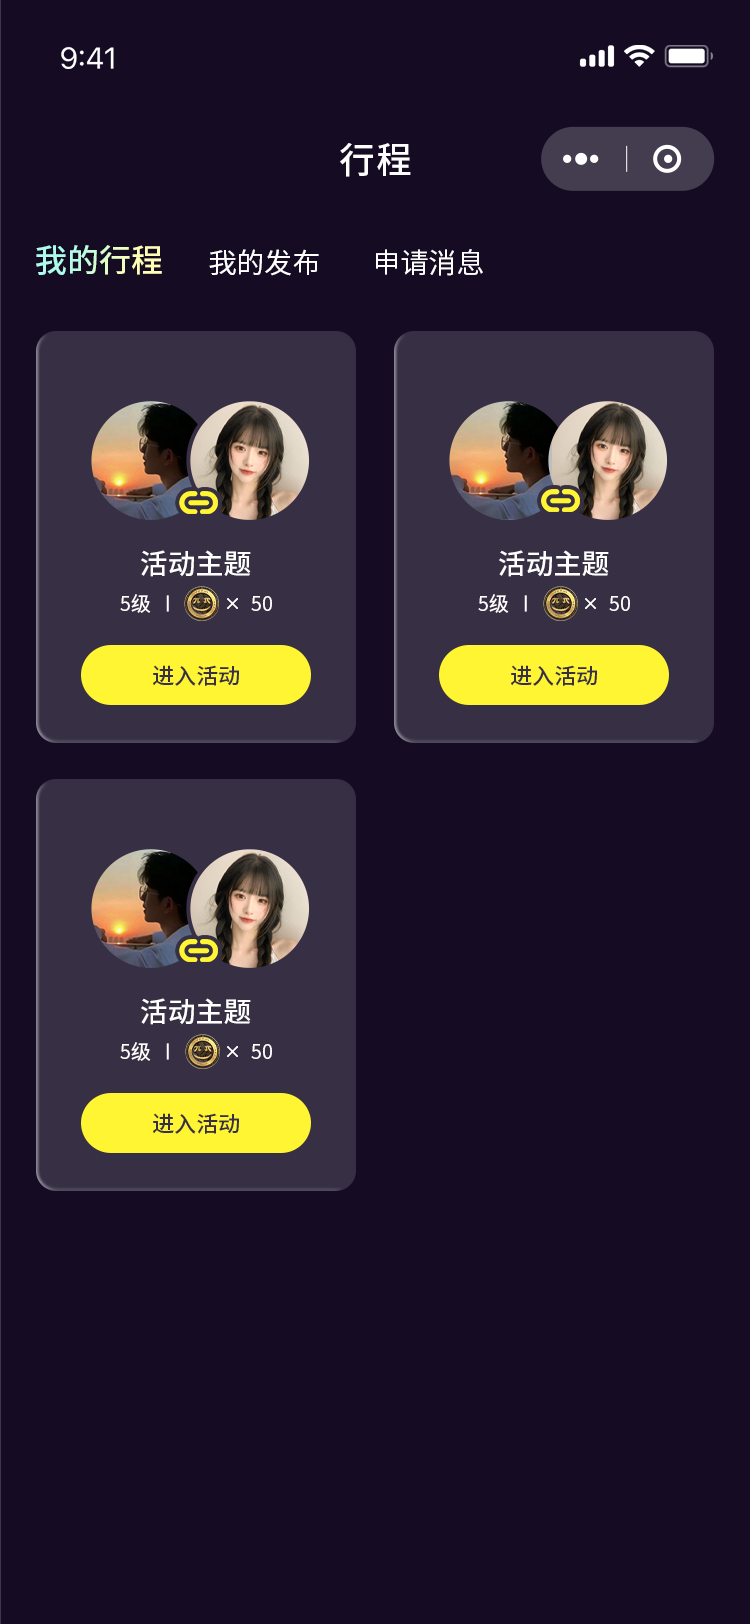 9:41
行程
我的行程 我的发布 申请消息
活动主题
5级 | × 50
进入活动
活动主题
5级 | × 50
进入活动
活动主题
5级 | × 50
进入活动